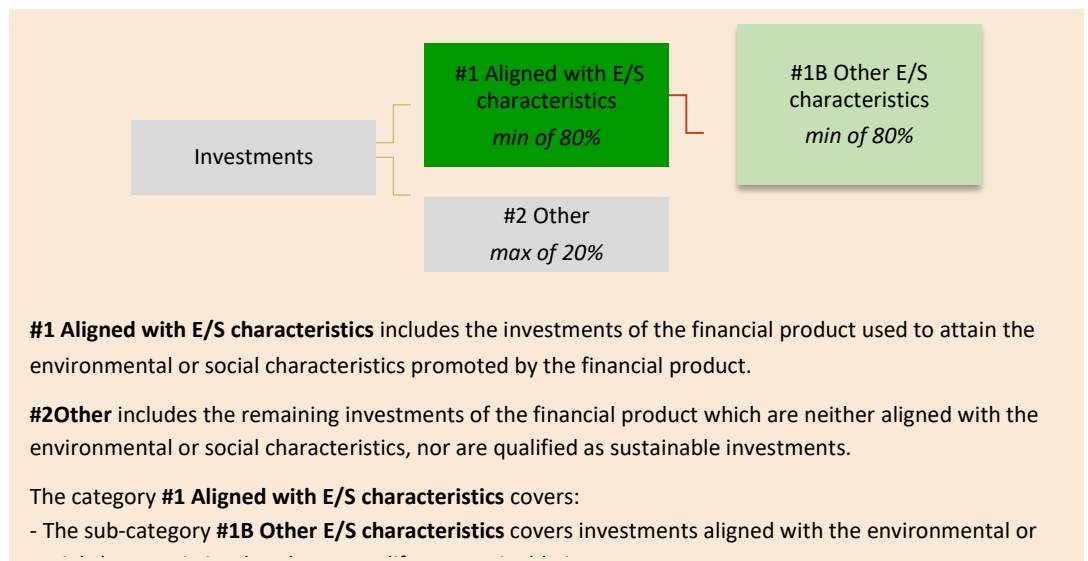 #1 Aligned with E/S
characteristics
min of 80%
#1B Other E/S
characteristics
min of 80%
Investments
#2 Other
max of 20%
#1 Aligned with E/S characteristics includes the investments of the financial product used to attain the
environmental or social characteristics promoted by the financial product.
#2Other includes the remaining investments of the financial product which are neither aligned with the
environmental or social characteristics, nor are qualified as sustainable investments.
The category #1 Aligned with E/S characteristics covers:
- The sub-category #1B Other E/S characteristics covers investments aligned with the environmental or